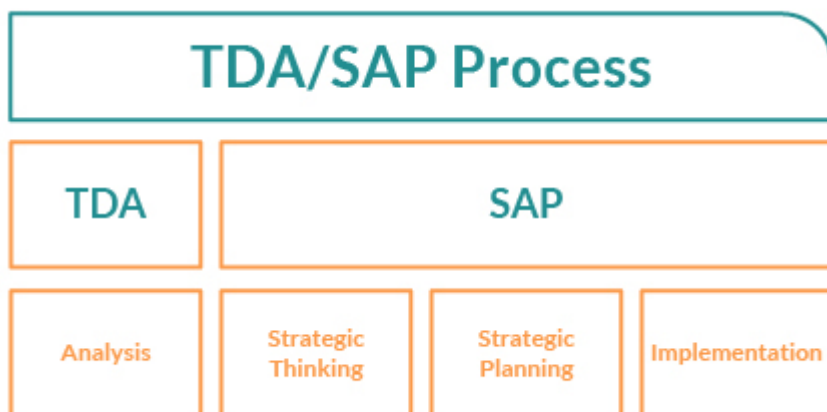 TDA/SAP Process
TDA
SAP
Analysis
Strategic
Thinking
Strategic
Planning
Implementation